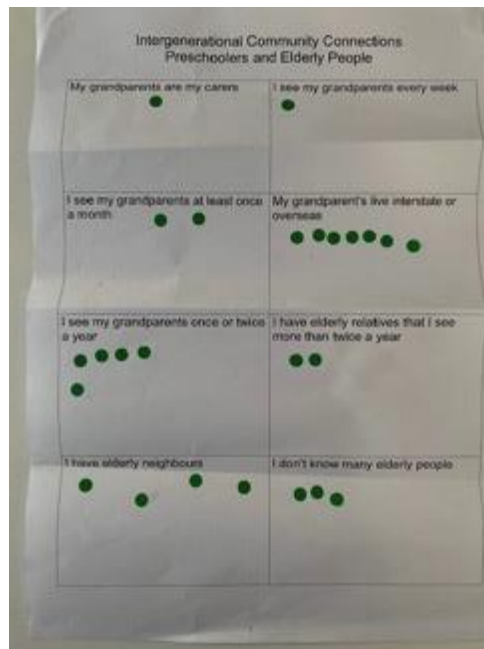 Intergenerational Community Connections
Preschoolers and Elderly People
My grandparents are my carers
I see my grandparents every week
I see my grandparents at least once
a month
My grandparent's live interstate or
overseas
I see my grandparents once or twice
a year
I have elderly relatives that I see
more than twice a year
I have elderly neighbours
I don't know many elderly people